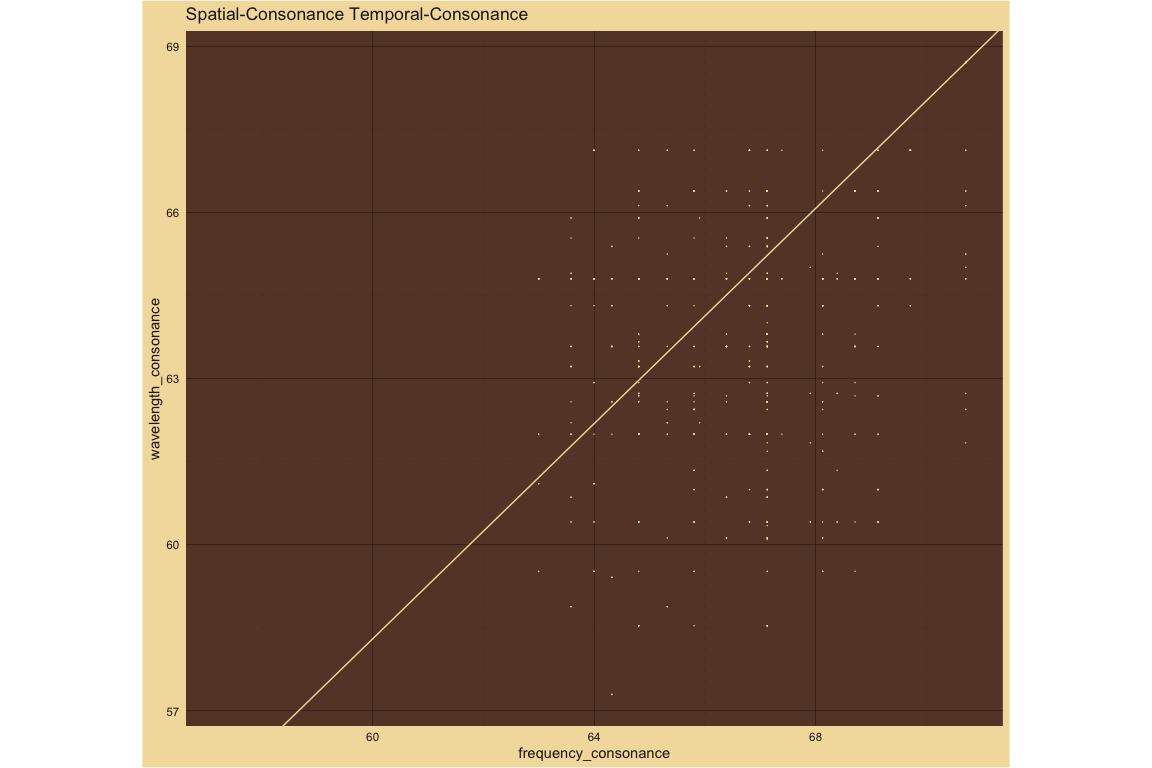 Spatial-Consonance Temporal-Consonance
69
66
63
60
57
wavelength_consonance
60 64 68
frequency_consonance